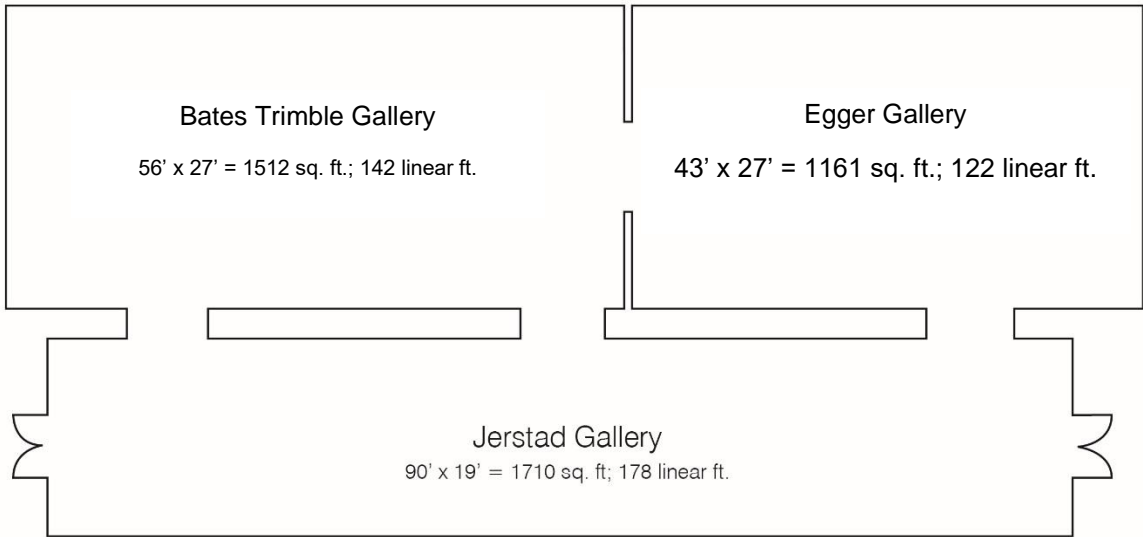 Bates Trimble Gallery
56’ x 27’ = 1512 sq. ft.; 142 linear ft.
Egger Gallery
43’ x 27’ = 1161 sq. ft.; 122 linear ft.
Jerstad Gallery
90’ x 19’ = 1710 sq. ft; 178 linear ft.